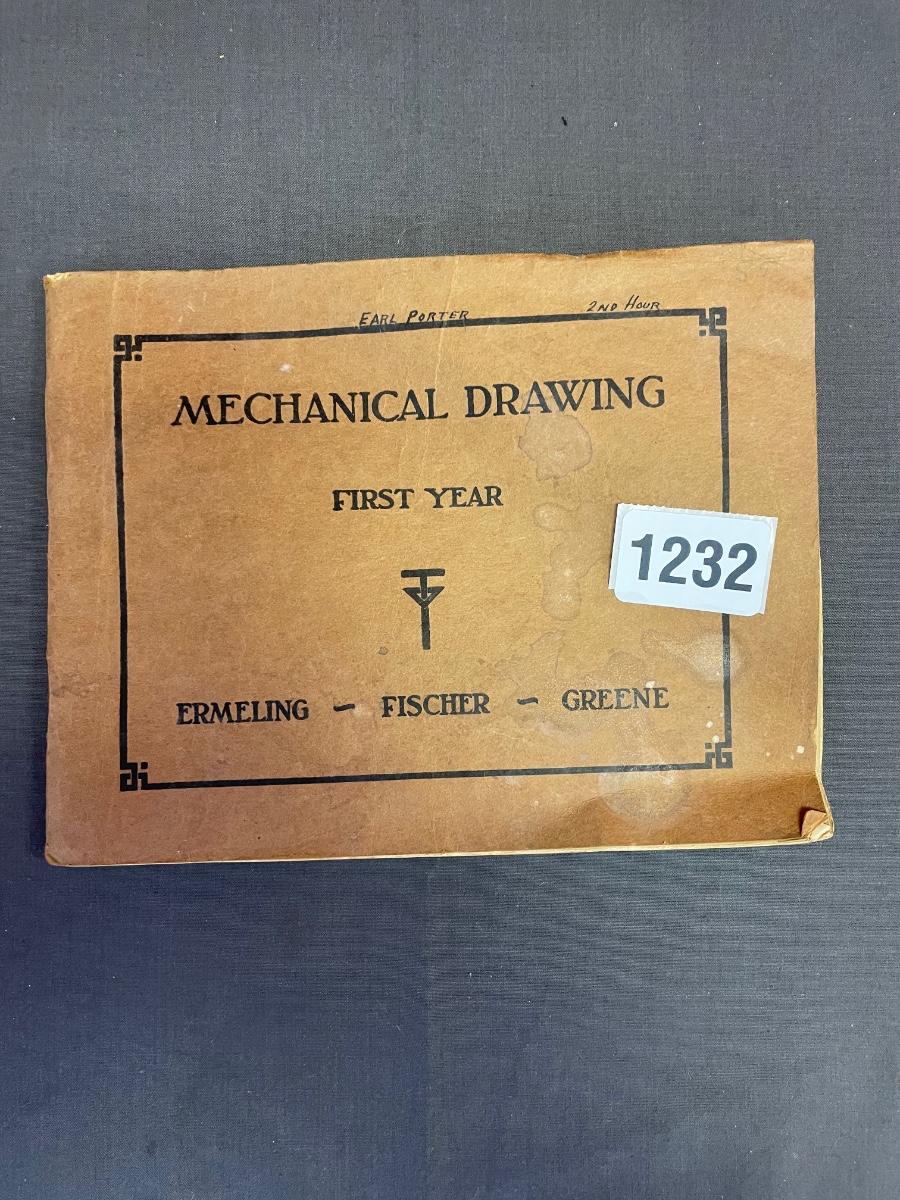 EARL PORTER 2ND HOUR
MECHANICAL DRAWING
FIRST YEAR
1232
ERMELING ~ FISCHER ~ GREENE